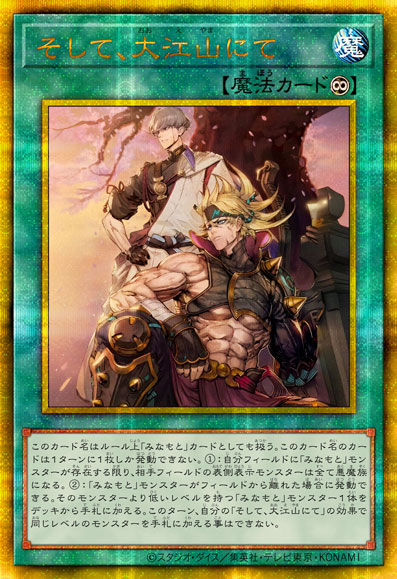 そして、大江山にて
おお え やま
魔
【魔法カード】
ま ほう
このカード名はルール上「みなもと」カードとしても扱う。このカード名のカー
ドは1ターンに1枚しか発動できない。①：自分フィールドに「みなもと」モン
スターが存在する限り、相手フィールドの表側表示モンスターは全て悪魔族
になる。②：「みなもと」モンスターがフィールドから離れた場合に発動で
きる。そのモンスターより低いレベルを持つ「みなもと」モンスター1体を
デッキから手札に加える。このターン、自分の「そして、大江山にて」の効果で
同じレベルのモンスターを手札に加える事はできない。
©スタジオ・ダイス/集英社・テレビ東京・KONAMI